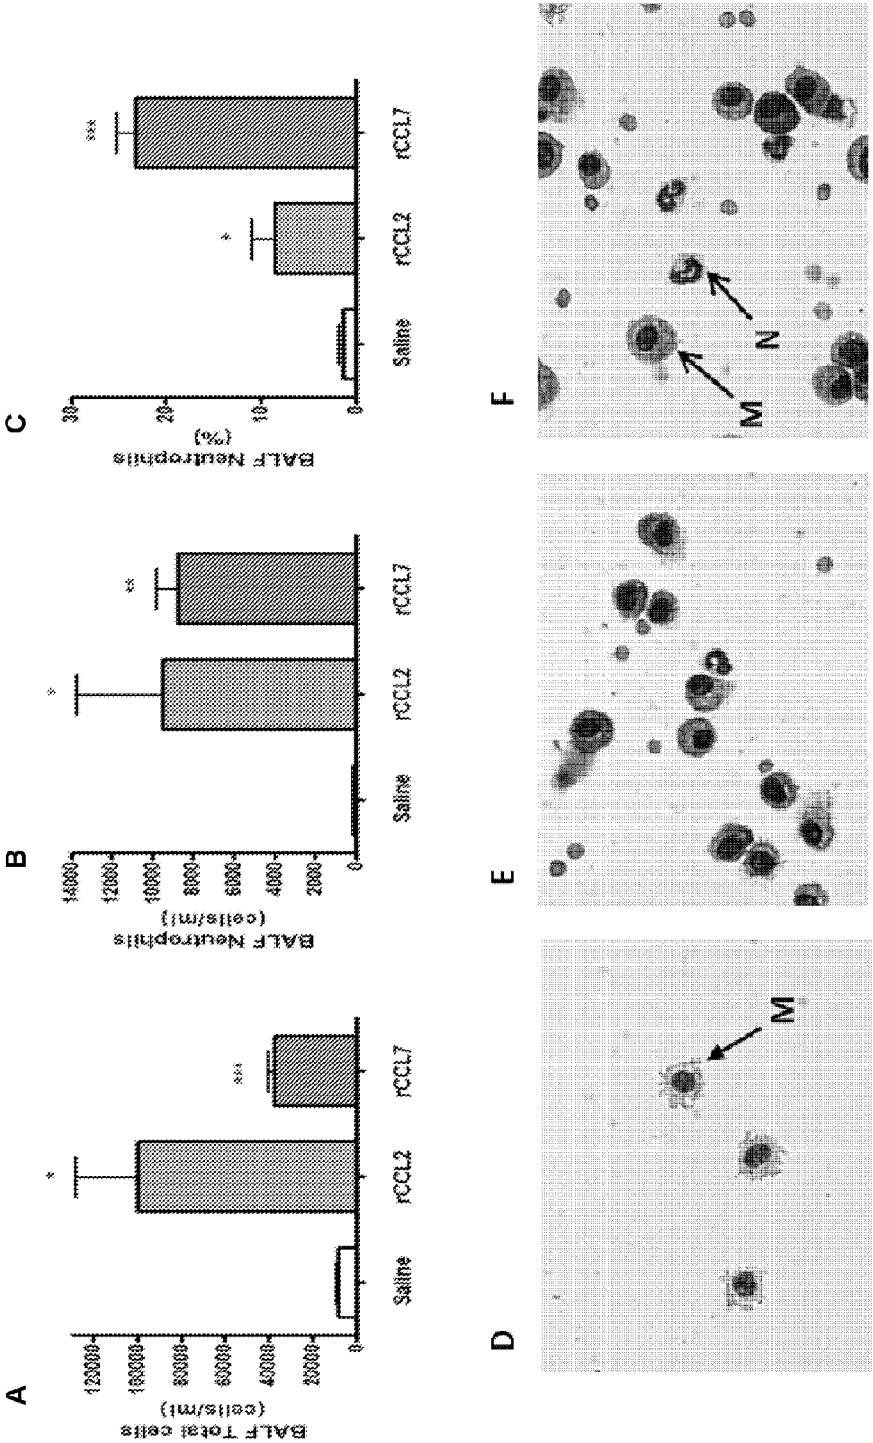 A
BALF Total cells
(cells/ml)
120000
100000
80000
60000
40000
20000
0
*
***
Saline
rCCL2
rCCL7
B
BALF Neutrophils
(cells/ml)
14000
12000
10000
8000
6000
4000
2000
0
*
**
Saline
rCCL2
rCCL7
C
BALF Neutrophils
(%)
30
20
10
0
*
***
Saline
rCCL2
rCCL7
D
M
E
F
M
N